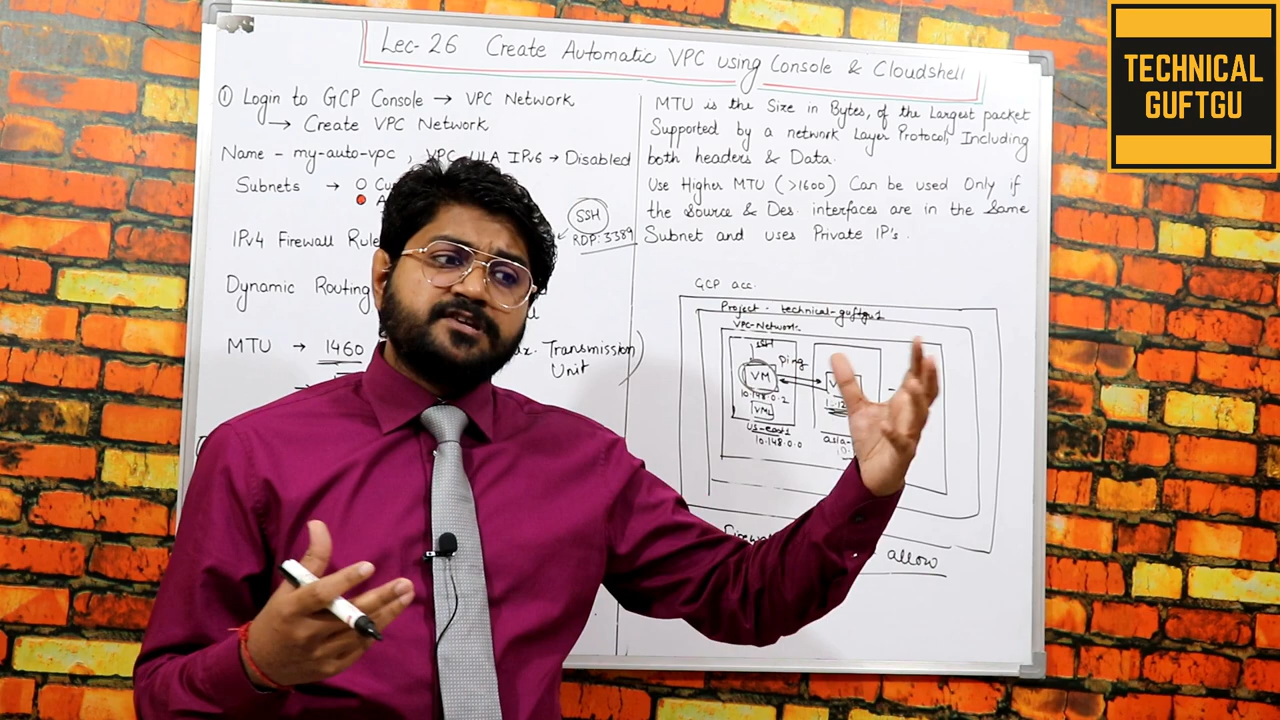 Lec-26 Create Automatic VPC using Console & Cloudshell
TECHNICAL
GUFTGU
① Login to GCP Console → VPC Network
→ Create VPC Network
Name - my-auto-vpc , VPC ULA IPv6 → Disabled
Subnets → ○ Cu
● A
SSH
RDP: 3389
IPv4 Firewall Rule
Dynamic Routing
MTU → 1460
x. Transmission
Unit
MTU is the Size in Bytes, of the Largest packet
Supported by a network Layer Protocol, Including
both headers & Data.
Use Higher MTU (>1600) Can be used Only if
the Source & Des. interfaces are in the Same
Subnet and uses Private IP's.
GCP acc.
Project - technical-guftgu1
VPC-Network
SSH
Ping
VM
V
10.148.0.2
VM2
US-east1
10.148.0.0
asia-
allow